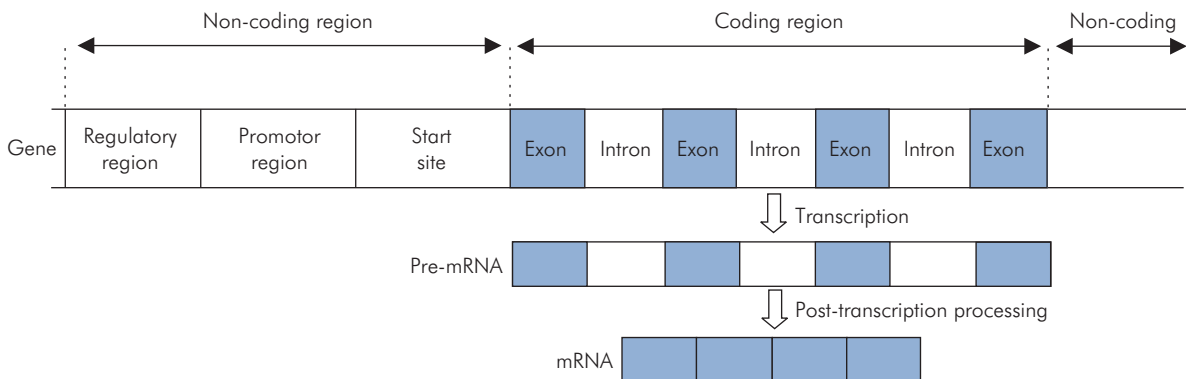 Non-coding region
Coding region
Non-coding
Gene
Regulatory
region
Promotor
region
Start
site
Exon
Intron
Exon
Intron
Exon
Intron
Exon
Transcription
Pre-mRNA
Post-transcription processing
mRNA